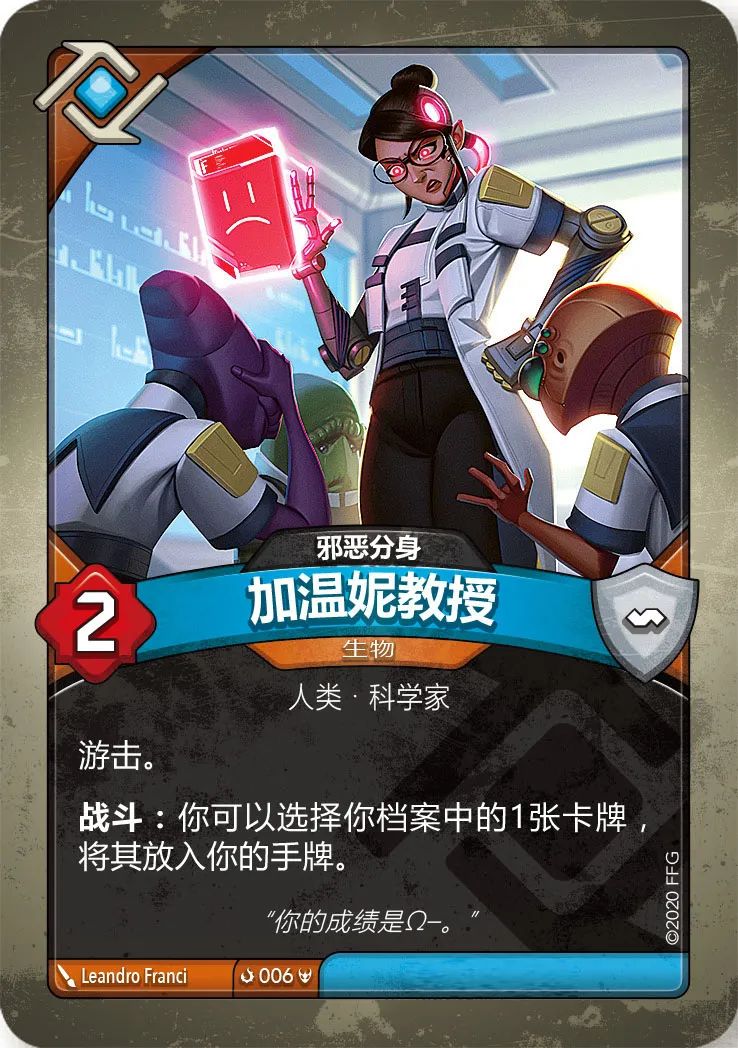 F
邪恶分身
加温妮教授
2
生物
人类 · 科学家
游击。
战斗：你可以选择你档案中的1张卡牌，
将其放入你的手牌。
“你的成绩是Ω–。”
©2020 FFG
Leandro Franci
006